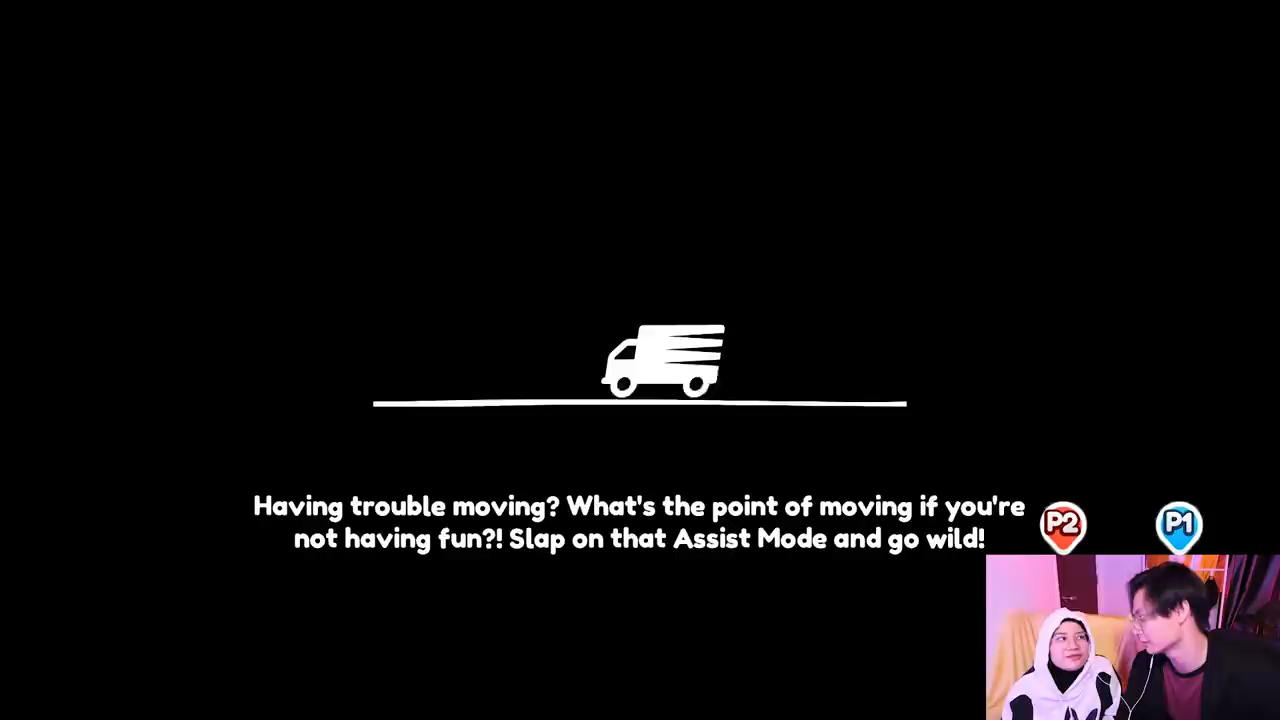 Having trouble moving? What's the point of moving if you're
not having fun?! Slap on that Assist Mode and go wild!
P2
P1